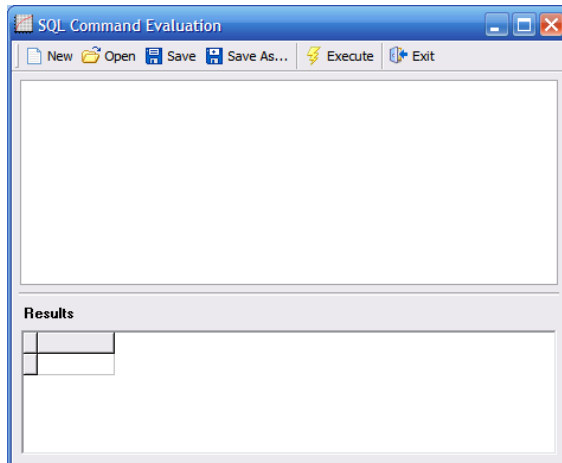 SQL Command Evaluation
New Open Save Save As... Execute Exit
Results